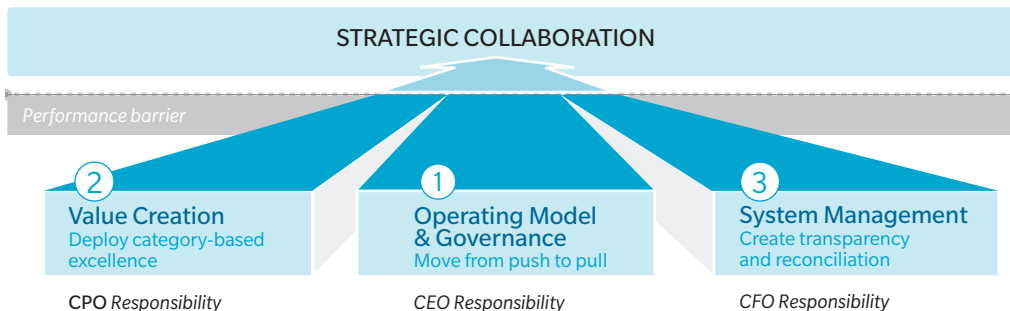 STRATEGIC COLLABORATION
Performance barrier
2
Value Creation
Deploy category-based
excellence
CPO Responsibility
1
Operating Model
& Governance
Move from push to pull
CEO Responsibility
3
System Management
Create transparency
and reconciliation
CFO Responsibility